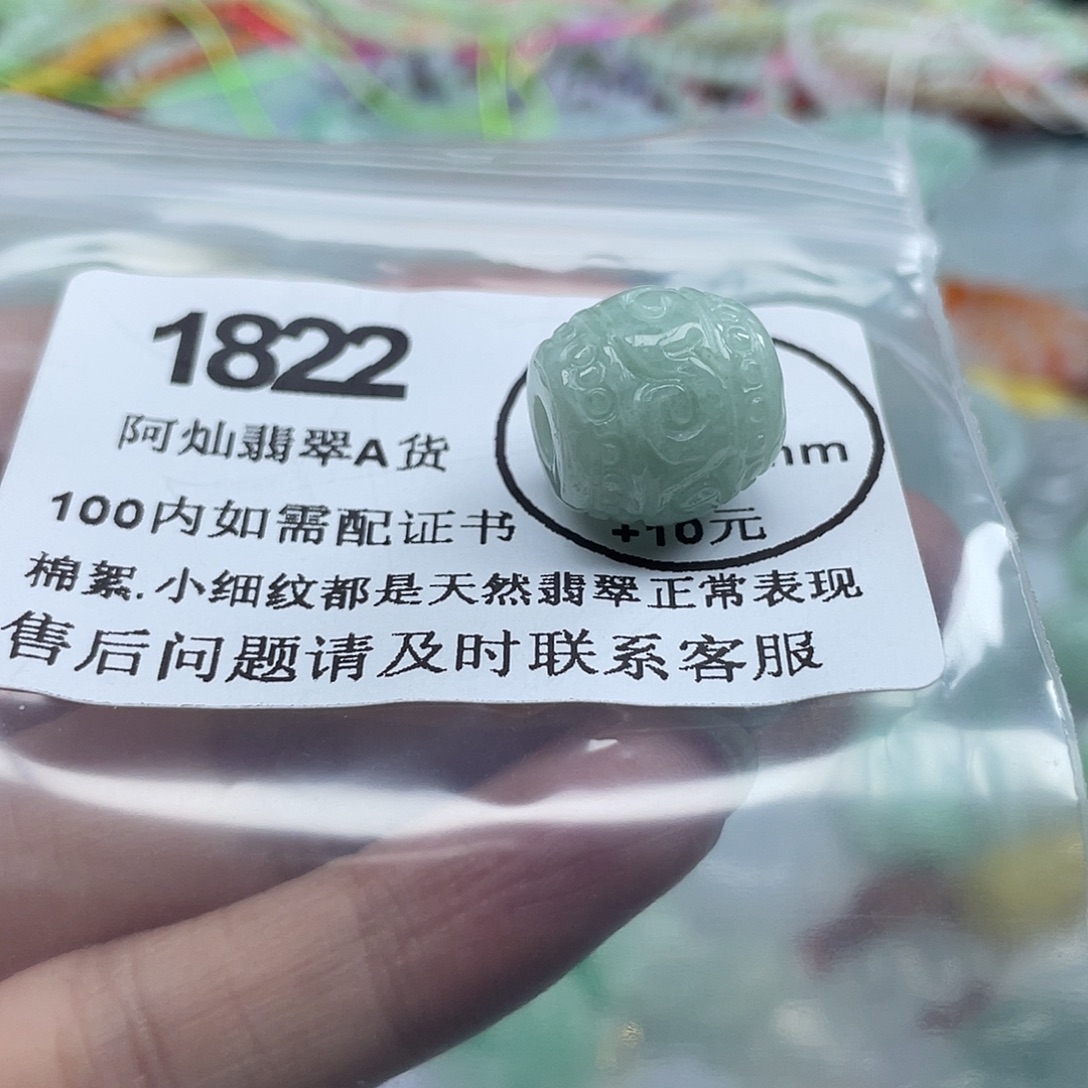 1822
阿灿翡翠A货
mm
100内如需配证书 +10元
棉絮.小细纹都是天然翡翠正常表现
售后问题请及时联系客服